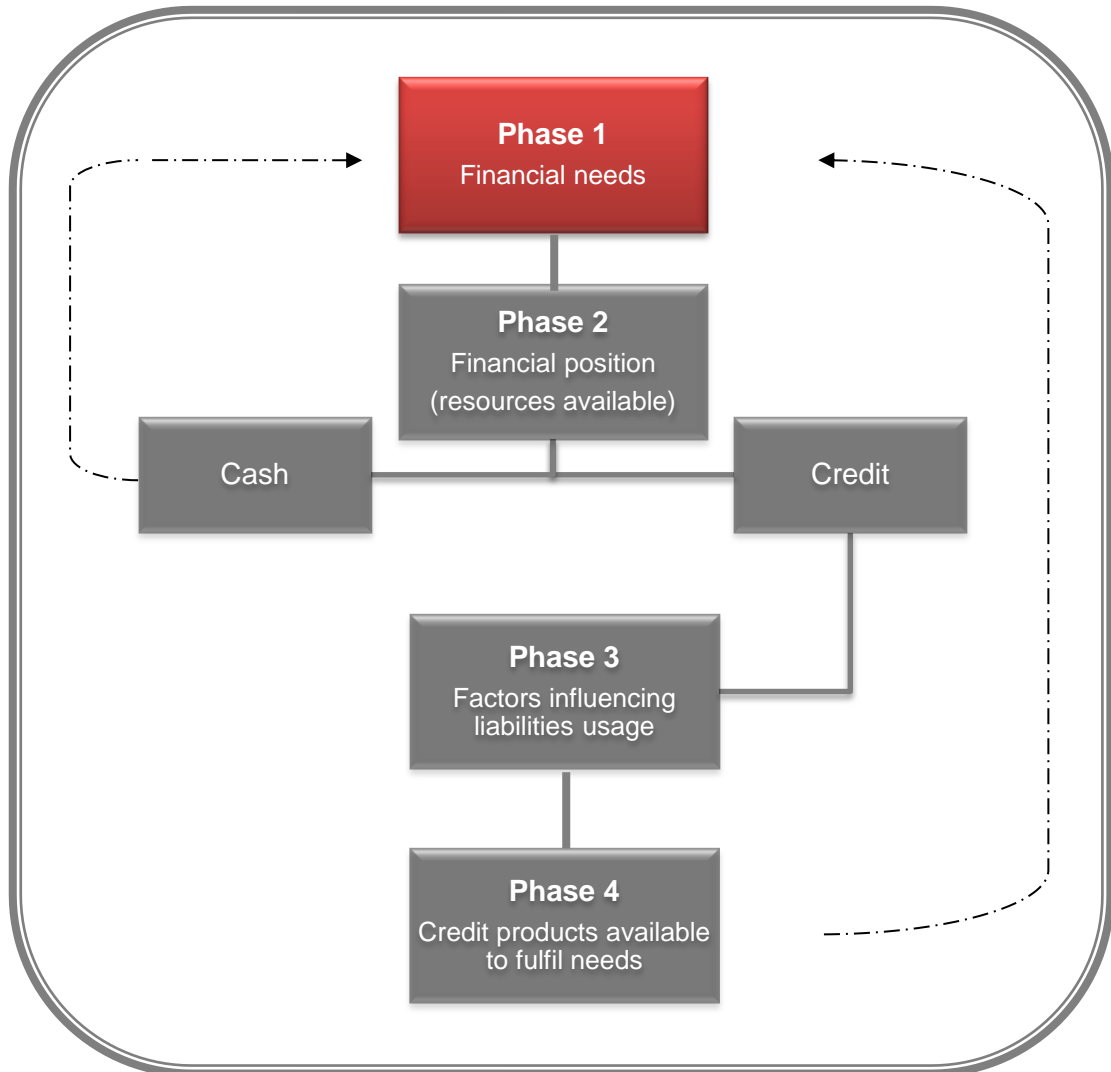 Phase 1
Financial needs
Phase 2
Financial position
(resources available)
Cash
Credit
Phase 3
Factors influencing
liabilities usage
Phase 4
Credit products available
to fulfil needs